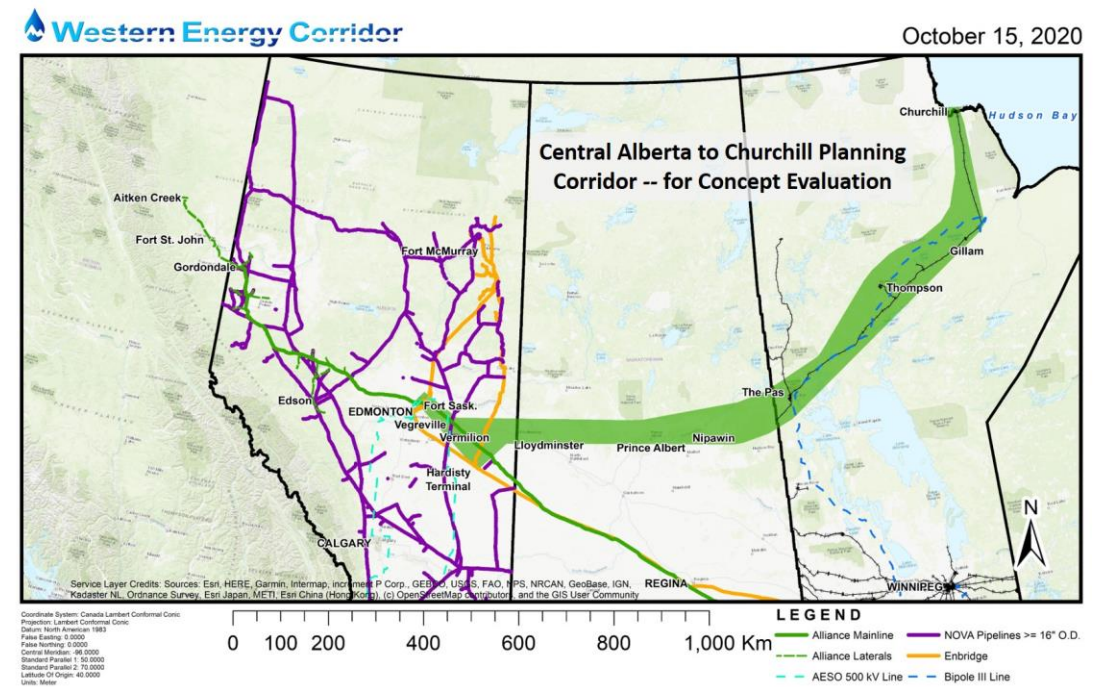 Western Energy Corridor
October 15, 2020
Central Alberta to Churchill Planning
Corridor -- for Concept Evaluation
Churchill
Hudson Bay
Aitken Creek
Fort St. John
Gordondale
Fort McMurray
Gillam
Thompson
The Pas
Edson
EDMONTON
Fort Sask.
Vegreville
Vermilion
Lloydminster
Prince Albert
Nipawin
Hardisty
Terminal
CALGARY
REGINA
WINNIPEG
N
Service Layer Credits: Sources: Esri, HERE, Garmin, Intermap, increment P Corp., GEBCO, USGS, FAO, NPS, NRCAN, GeoBase, IGN,
Kadaster NL, Ordnance Survey, Esri Japan, METI, Esri China (Hong Kong), (c) OpenStreetMap contributors, and the GIS User Community
Coordinate System: Canada Lambert Conformal Conic
Projection: Lambert Conformal Conic
Datum: North American 1983
False Easting: 0.0000
False Northing: 0.0000
Central Meridian: -96.0000
Standard Parallel 1: 50.0000
Standard Parallel 2: 70.0000
Latitude Of Origin: 40.0000
Units: Meter
0 100 200 400 600 800 1,000 Km
LEGEND
Alliance Mainline
NOVA Pipelines >= 16" O.D.
Alliance Laterals
Enbridge
AESO 500 kV Line
Bipole III Line